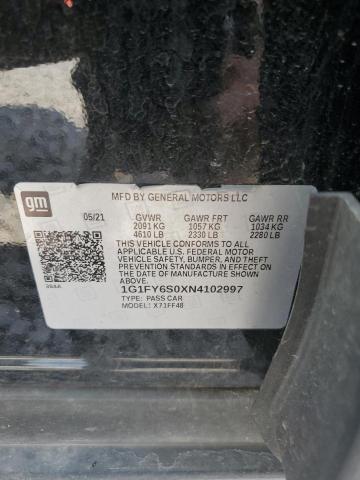 gm
MFD BY GENERAL MOTORS LLC
05/21 GVWR GAWR FRT GAWR RR
2091 KG 1057 KG 1034 KG
4610 LB 2330 LB 2280 LB
THIS VEHICLE CONFORMS TO ALL APPLICABLE
U.S. FEDERAL MOTOR
VEHICLE SAFETY, BUMPER, AND THEFT
PREVENTION STANDARDS IN EFFECT ON THE
DATE OF MANUFACTURE SHOWN ABOVE.
1G1FY6S0XN4102997
TYPE: PASS CAR
MODEL: X71FF48